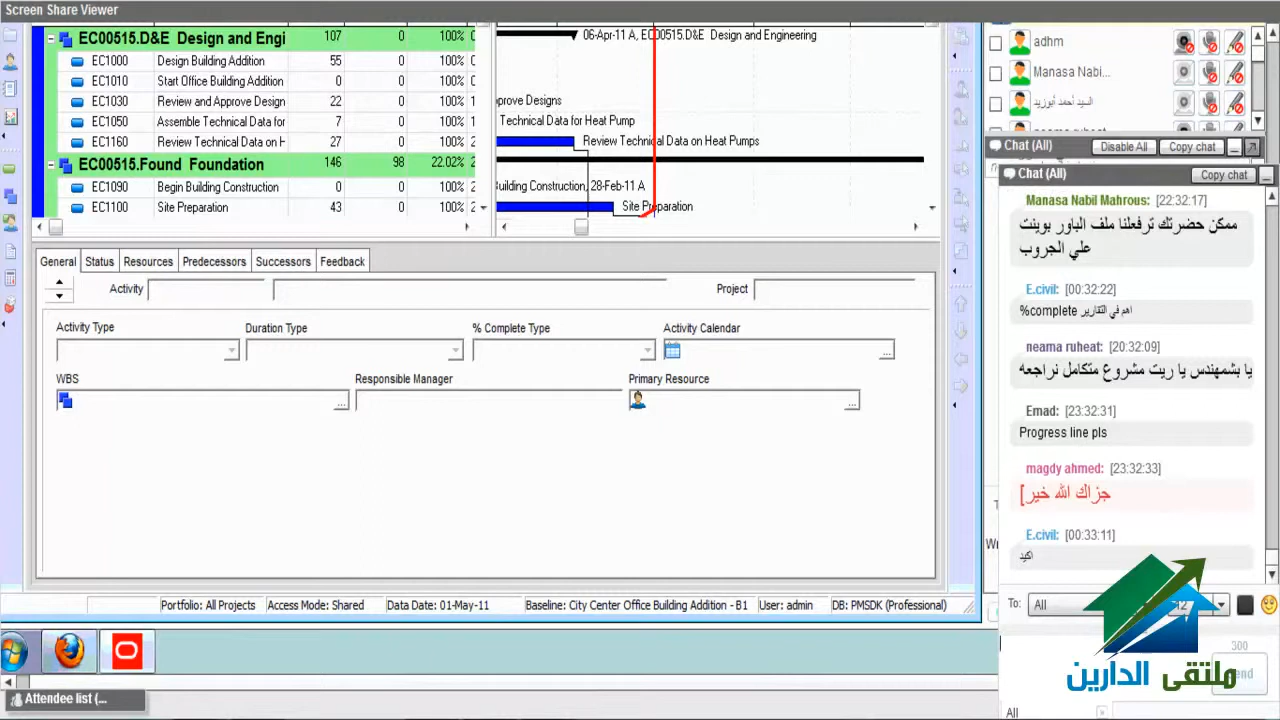 Screen Share Viewer
EC00515.D&E Design and Engi 107 0 100%
EC1000 Design Building Addition 55 0 100%
EC1010 Start Office Building Addition 0 0 100%
EC1030 Review and Approve Design 22 0 100%
EC1050 Assemble Technical Data for 7 0 100%
EC1160 Review Technical Data on H 27 0 100%
EC00515.Found Foundation 146 98 22.02%
EC1090 Begin Building Construction 0 0 100%
EC1100 Site Preparation 43 0 100%
06-Apr-11 A, EC00515.D&E Design and Engineering
prove Designs
Technical Data for Heat Pump
Review Technical Data on Heat Pumps
Building Construction, 28-Feb-11 A
Site Preparation
General Status Resources Predecessors Successors Feedback
Activity Project
Activity Type Duration Type % Complete Type Activity Calendar
WBS Responsible Manager Primary Resource
Portfolio: All Projects Access Mode: Shared Data Date: 01-May-11 Baseline: City Center Office Building Addition - B1 User: admin DB: PMSDK (Professional)
Attendee list (...
adhm
Manasa Nabi...
السيد أحمد أبوزيد
neama ruheat
Chat (All) Disable All Copy chat
Chat (All) Copy chat
Manasa Nabil Mahrous: [22:32:17]
ممكن حضرتك ترفعلنا ملف الباور بوينت
علي الجروب
E.civil: [00:32:22]
%complete اهم في التقارير
neama ruheat: [20:32:09]
يا بشمهندس يا ريت مشروع متكامل نراجعه
Emad: [23:32:31]
Progress line pls
magdy ahmed: [23:32:33]
جزاك الله خير]
E.civil: [00:33:11]
اكيد
To: All 12
300
ملتقى الدارين
All